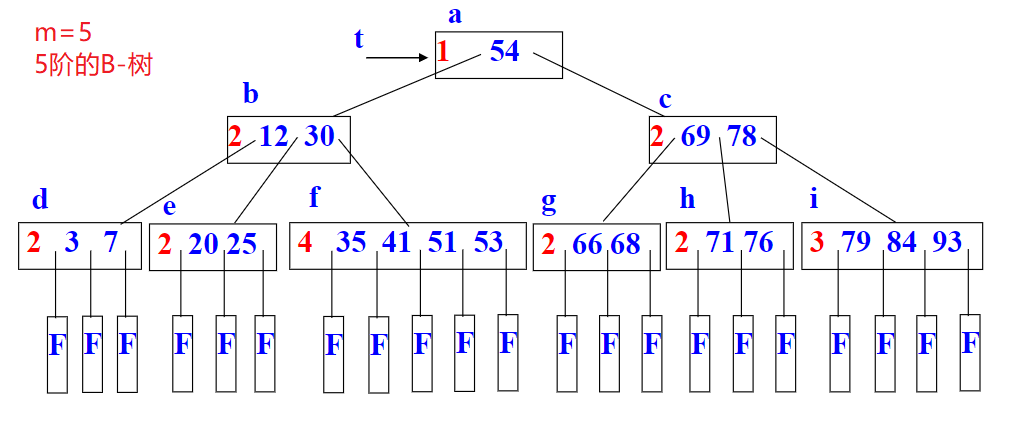 m=5
5阶的B-树
a
t
1 54
b
c
2 12 30
2 69 78
d
e
f
g
h
i
2 3 7
2 20 25
4 35 41 51 53
2 66 68
2 71 76
3 79 84 93
F F F F F F F F F F F F F F F F F F F F F